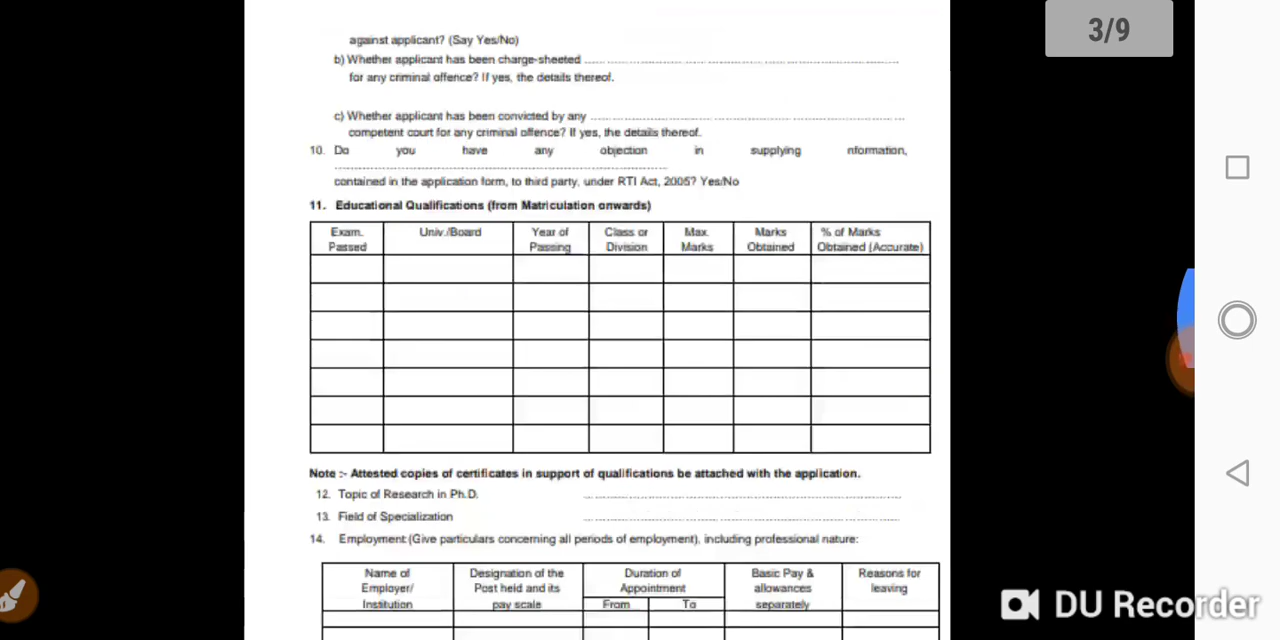 3/9
against applicant? (Say Yes/No)
b) Whether applicant has been charge-sheeted
for any criminal offence? If yes, the details thereof.
c) Whether applicant has been convicted by any
competent court for any criminal offence? If yes, the details thereof.
10. Do you have any objection in supplying nformation,
contained in the application form, to third party, under RTI Act, 2005? Yes/No
11. Educational Qualifications (from Matriculation onwards)
Exam. Passed Univ./Board Year of Passing Class or Division Max. Marks Marks Obtained % of Marks Obtained (Accurate)
Note :- Attested copies of certificates in support of qualifications be attached with the application.
12. Topic of Research in Ph.D.
13. Field of Specialization
14. Employment (Give particulars concerning all periods of employment), including professional nature:
Name of Employer/ Institution Designation of the Post held and its pay scale Duration of Appointment From To Basic Pay & allowances separately Reasons for leaving
DU Recorder